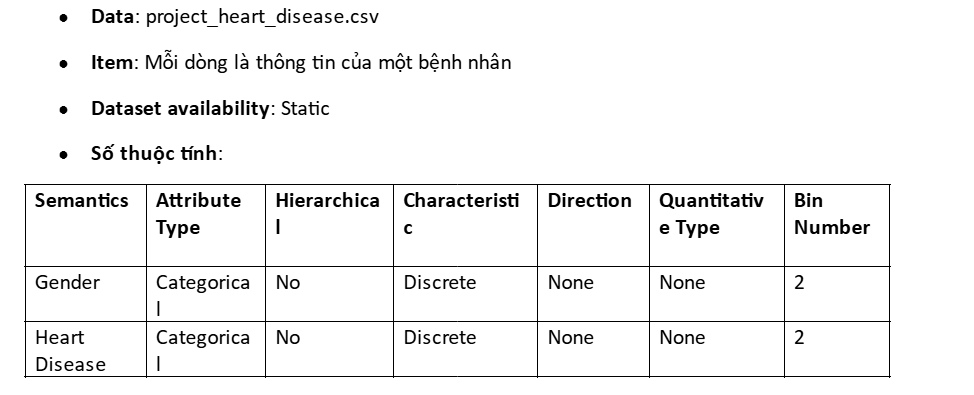 • Data: project_heart_disease.csv
• Item: Mỗi dòng là thông tin của một bệnh nhân
• Dataset availability: Static
• Số thuộc tính:
Semantics Attribute Type Hierarchical Characteristic Direction Quantitative Type Bin Number
Gender Categorical No Discrete None None 2
Heart Disease Categorical No Discrete None None 2